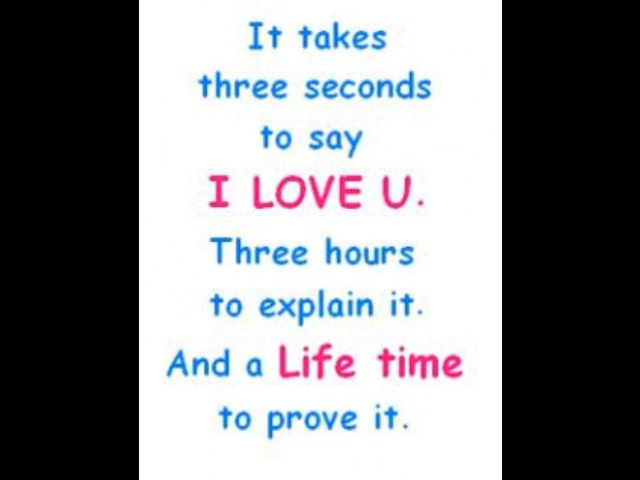 It takes
three seconds
to say
I LOVE U.
Three hours
to explain it.
And a Life time
to prove it.